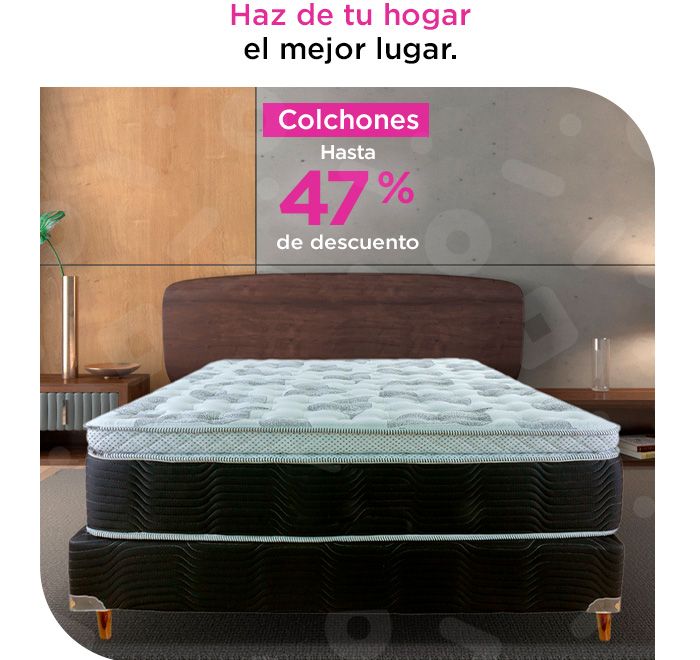 Haz de tu hogar
el mejor lugar.
Colchones
Hasta
47%
de descuento